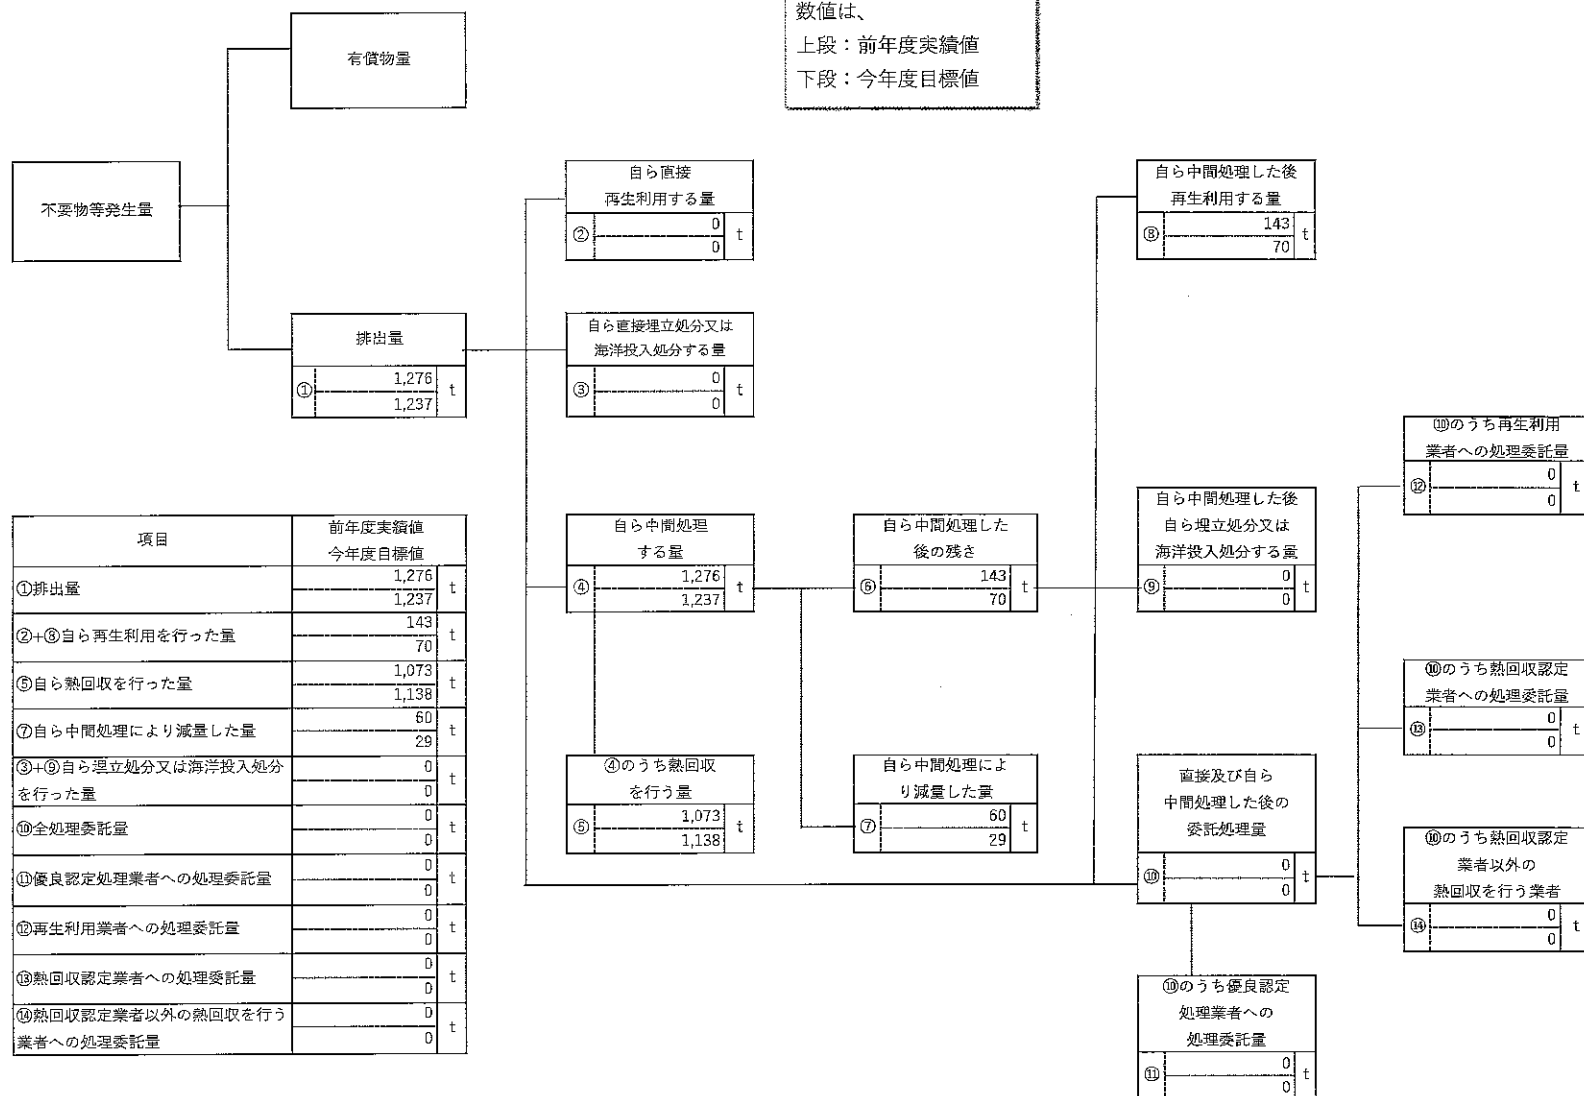 数値は、
上段：前年度実績値
下段：今年度目標値
有償物量
不要物等発生量
排出量
①
1,276
1,237
t
自ら直接
再生利用する量
②
0
0
t
自ら直接埋立処分又は
海洋投入処分する量
③
0
0
t
自ら中間処理
する量
④
1,276
1,237
t
④のうち熱回収
を行う量
⑤
1,073
1,138
t
自ら中間処理した
後の残さ
⑥
143
70
t
自ら中間処理によ
り減量した量
⑦
60
29
t
自ら中間処理した後
再生利用する量
⑧
143
70
t
自ら中間処理した後
自ら埋立処分又は
海洋投入処分する量
⑨
0
0
t
直接及び自ら
中間処理した後の
委託処理量
⑩
0
0
t
⑩のうち優良認定
処理業者への
処理委託量
⑪
0
0
t
⑩のうち再生利用
業者への処理委託量
⑫
0
0
t
⑩のうち熱回収認定
業者への処理委託量
⑬
0
0
t
⑩のうち熱回収認定
業者以外の
熱回収を行う業者
⑭
0
0
t
項目
前年度実績値
今年度目標値
①排出量
1,276
1,237
t
②+⑧自ら再生利用を行った量
143
70
t
⑤自ら熱回収を行った量
1,073
1,138
t
⑦自ら中間処理により減量した量
60
29
t
③+⑨自ら埋立処分又は海洋投入処分
を行った量
0
0
t
⑩全処理委託量
0
0
t
⑪優良認定処理業者への処理委託量
0
0
t
⑫再生利用業者への処理委託量
0
0
t
⑬熱回収認定業者への処理委託量
0
0
t
⑭熱回収認定業者以外の熱回収を行う
業者への処理委託量
0
0
t